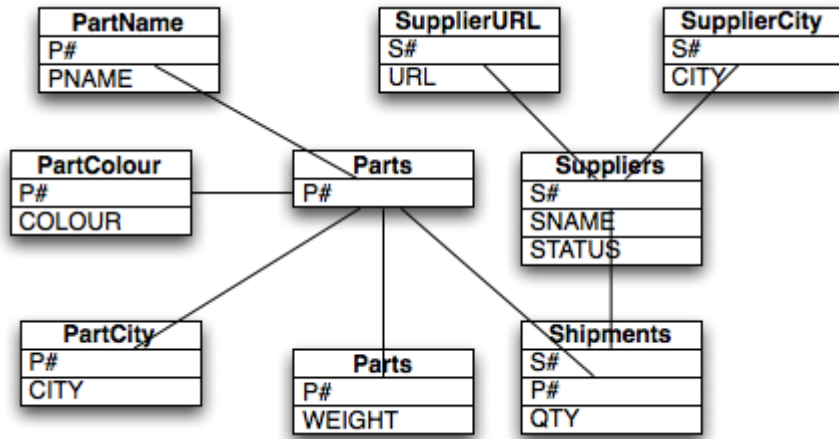 PartName
P#
PNAME
SupplierURL
S#
URL
SupplierCity
S#
CITY
PartColour
P#
COLOUR
Parts
P#
Suppliers
S#
SNAME
STATUS
PartCity
P#
CITY
Parts
P#
WEIGHT
Shipments
S#
P#
QTY